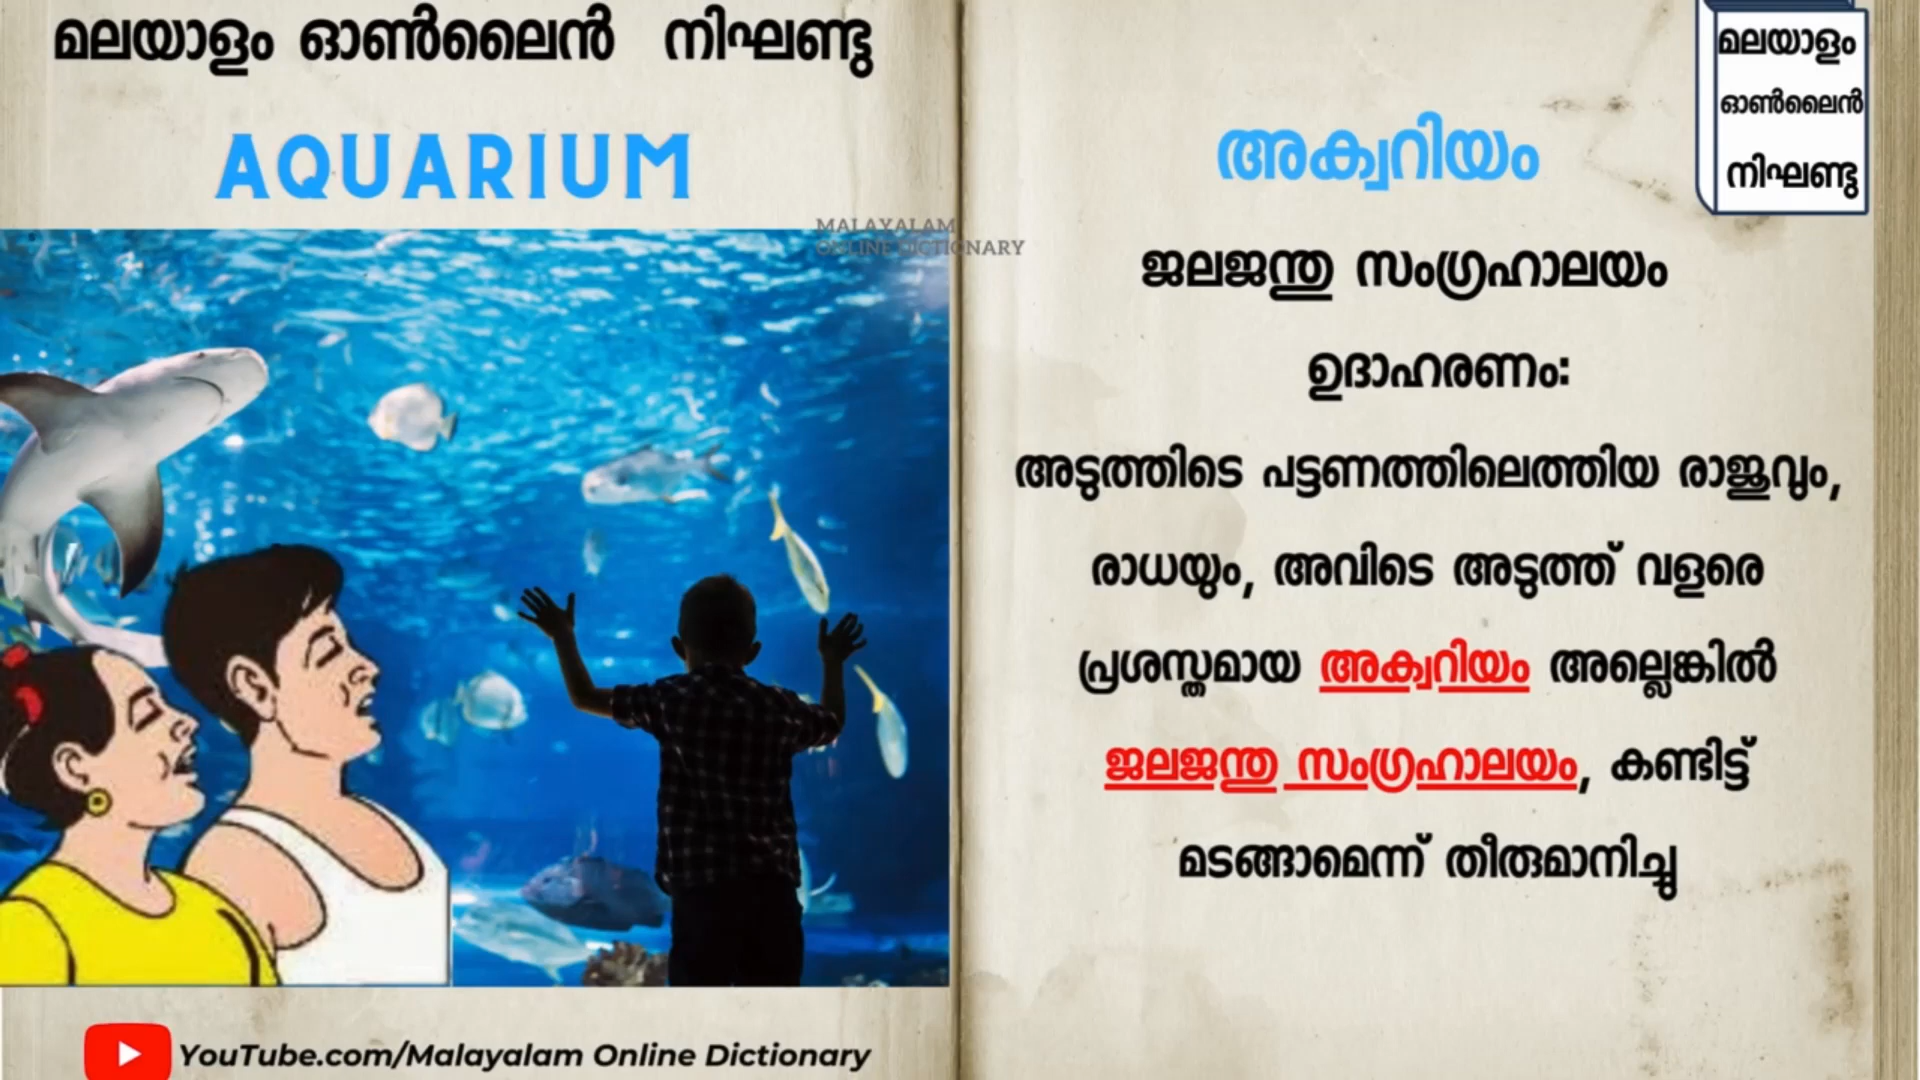 മലയാളം ഓൺലൈൻ നിഘണ്ടു
AQUARIUM
MALAYALAM
ONLINE DICTIONARY
YouTube.com/Malayalam Online Dictionary
മലയാളം
ഓൺലൈൻ
നിഘണ്ടു
അക്വറിയം
ജലജന്തു സംഗ്രഹാലയം
ഉദാഹരണം:
അടുത്തിടെ പട്ടണത്തിലെത്തിയ രാജുവും,
രാധയും, അവിടെ അടുത്ത് വളരെ
പ്രശസ്തമായ അക്വറിയം അല്ലെങ്കിൽ
ജലജന്തു സംഗ്രഹാലയം, കണ്ടിട്ട്
മടങ്ങാമെന്ന് തീരുമാനിച്ചു